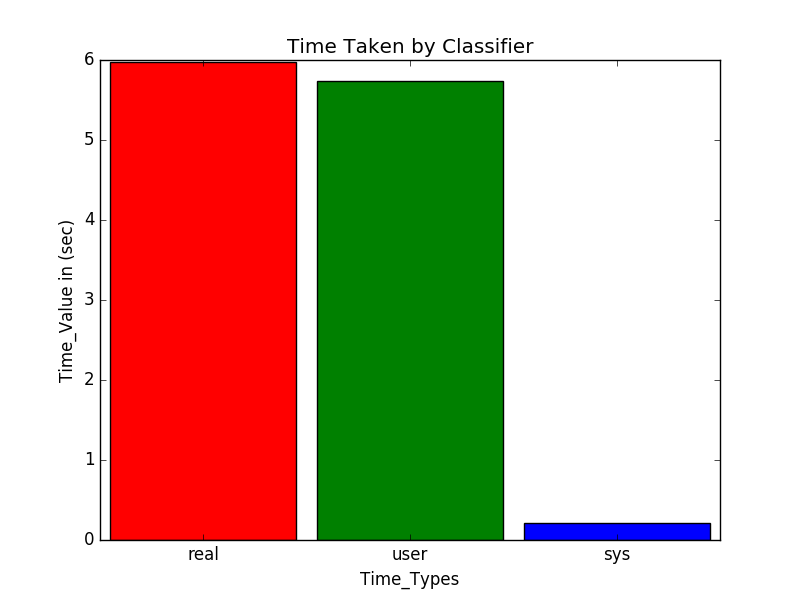 Time Taken by Classifier
6
5
4
3
2
1
0
Time_Value in (sec)
real user sys
Time_Types